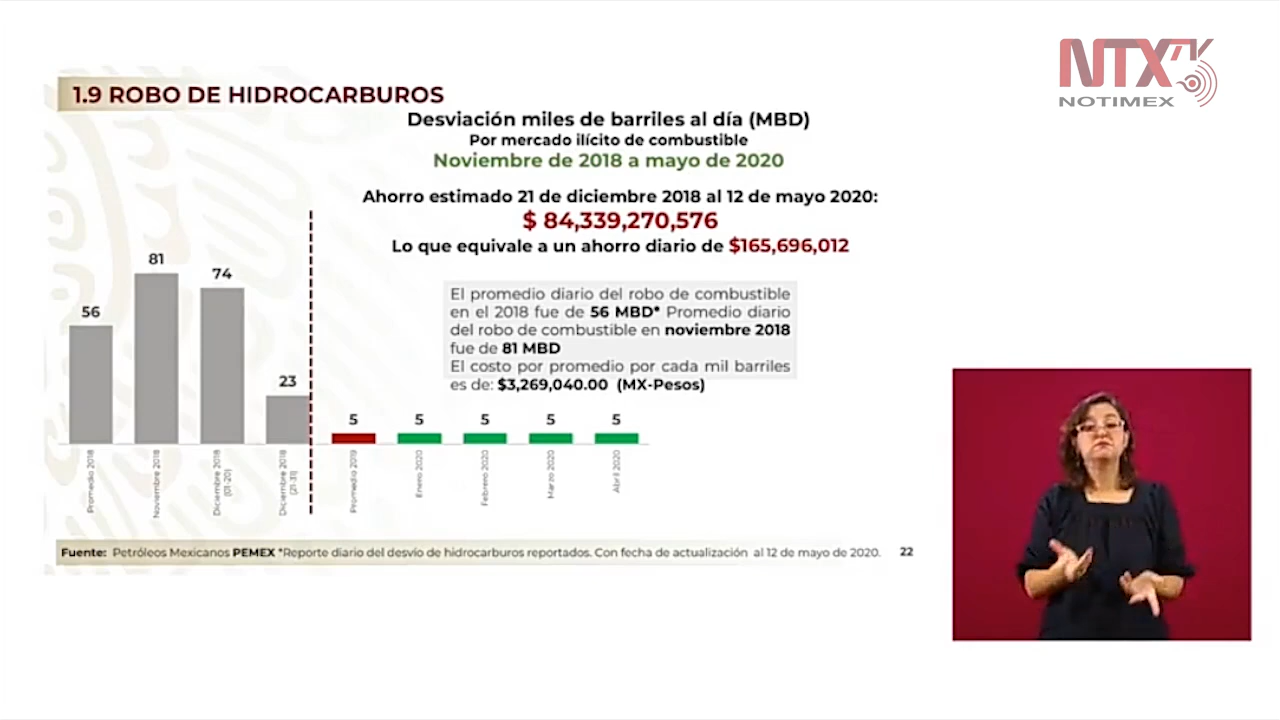 NTX
NOTIMEX
1.9 ROBO DE HIDROCARBUROS
Desviación miles de barriles al día (MBD)
Por mercado ilícito de combustible
Noviembre de 2018 a mayo de 2020
Ahorro estimado 21 de diciembre 2018 al 12 de mayo 2020:
$ 84,339,270,576
Lo que equivale a un ahorro diario de $165,696,012
El promedio diario del robo de combustible
en el 2018 fue de 56 MBD* Promedio diario
del robo de combustible en noviembre 2018
fue de 81 MBD
El costo por promedio por cada mil barriles
es de: $3,269,040.00 (MX-Pesos)
56
81
74
23
5
5
5
5
5
Promedio 2018
Noviembre 2018
Diciembre 2018
(01-20)
Diciembre 2018
(21-31)
Promedio 2019
Enero 2020
Febrero 2020
Marzo 2020
Abril 2020
Fuente: Petróleos Mexicanos PEMEX *Reporte diario del desvío de hidrocarburos reportados. Con fecha de actualización al 12 de mayo de 2020.
22